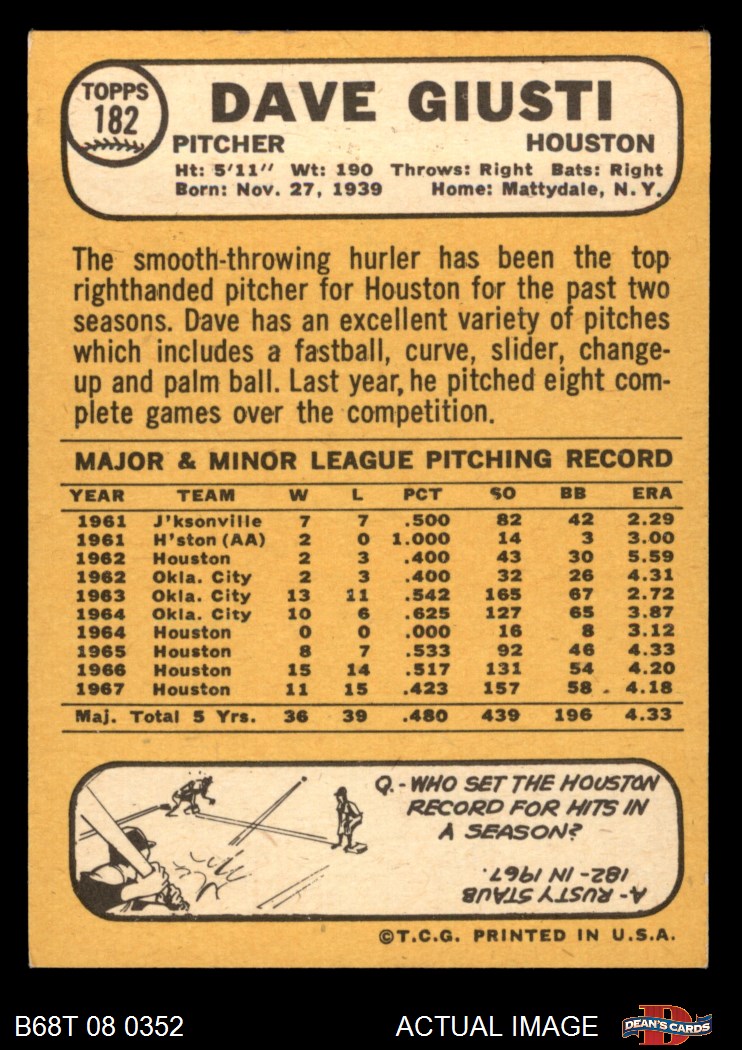 TOPPS
182
DAVE GIUSTI
PITCHER HOUSTON
Ht: 5'11" Wt: 190 Throws: Right Bats: Right
Born: Nov. 27, 1939 Home: Mattydale, N.Y.
The smooth-throwing hurler has been the top
righthanded pitcher for Houston for the past two
seasons. Dave has an excellent variety of pitches
which includes a fastball, curve, slider, change-
up and palm ball. Last year, he pitched eight com-
plete games over the competition.
MAJOR & MINOR LEAGUE PITCHING RECORD
YEAR TEAM W L PCT SO BB ERA
1961 J'ksonville 7 7 .500 82 42 2.29
1961 H'ston (AA) 2 0 1.000 14 3 3.00
1962 Houston 2 3 .400 43 30 5.59
1962 Okla. City 2 3 .400 32 26 4.31
1963 Okla. City 13 11 .542 165 67 2.72
1964 Okla. City 10 6 .625 127 65 3.87
1964 Houston 0 0 .000 16 8 3.12
1965 Houston 8 7 .533 92 46 4.33
1966 Houston 15 14 .517 131 54 4.20
1967 Houston 11 15 .423 157 58 4.18
Maj. Total 5 Yrs. 36 39 .480 439 196 4.33
Q.-WHO SET THE HOUSTON
RECORD FOR HITS IN
A SEASON?
A-RUSTY STAUB
182-IN 1967.
©T.C.G. PRINTED IN U.S.A.
B68T 08 0352 ACTUAL IMAGE
D
DEAN'S CARDS